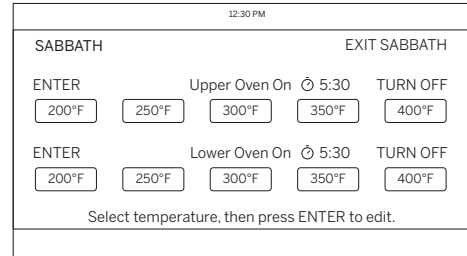 12:30 PM
SABBATH EXIT SABBATH
ENTER Upper Oven On 5:30 TURN OFF
200°F 250°F 300°F 350°F 400°F
ENTER Lower Oven On 5:30 TURN OFF
200°F 250°F 300°F 350°F 400°F
Select temperature, then press ENTER to edit.